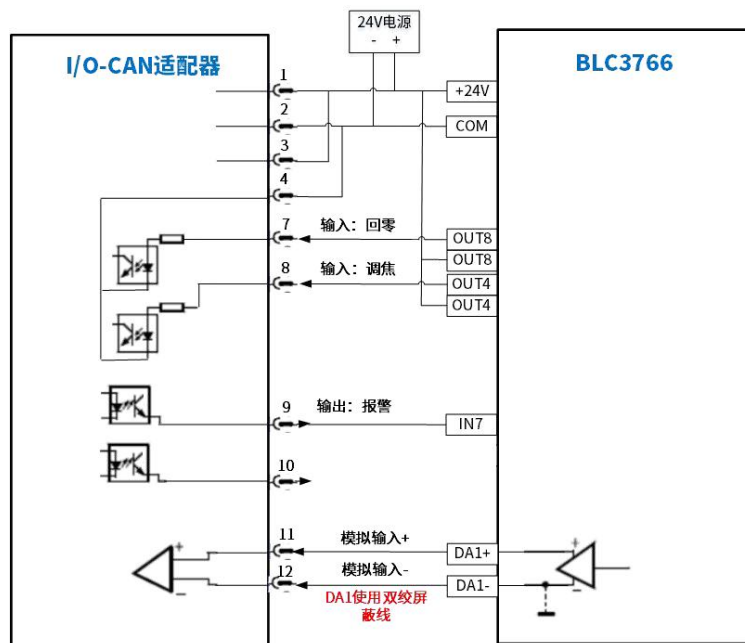 24V电源
- +
I/O-CAN适配器
BLC3766
1
+24V
2
COM
3
4
7
输入：回零
OUT8
OUT8
8
输入：调焦
OUT4
OUT4
9
输出：报警
IN7
10
11
模拟输入+
DA1+
+
+
12
模拟输入-
DA1-
−
−
DA1使用双绞屏
蔽线